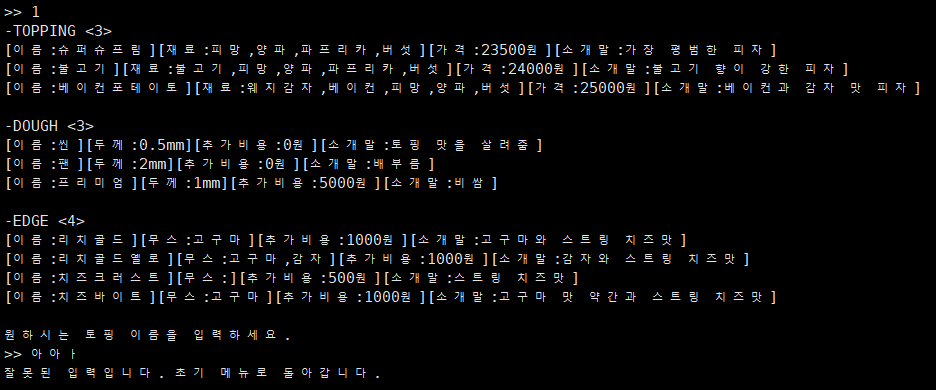 >> 1
-TOPPING <3>
[이름:슈퍼슈프림][재료:피망,양파,파프리카,버섯][가격:23500원][소개말:가장 평범한 피자]
[이름:불고기][재료:불고기,피망,양파,파프리카,버섯][가격:24000원][소개말:불고기 향이 강한 피자]
[이름:베이컨포테이토][재료:웨지감자,베이컨,피망,양파,버섯][가격:25000원][소개말:베이컨과 감자 맛 피자]
-DOUGH <3>
[이름:씬][두께:0.5mm][추가비용:0원][소개말:토핑 맛을 살려줌]
[이름:팬][두께:2mm][추가비용:0원][소개말:배부름]
[이름:프리미엄][두께:1mm][추가비용:5000원][소개말:비쌈]
-EDGE <4>
[이름:리치골드][무스:고구마][추가비용:1000원][소개말:고구마와 스트링 치즈맛]
[이름:리치골드옐로][무스:고구마,감자][추가비용:1000원][소개말:감자와 스트링 치즈맛]
[이름:치즈크러스트][무스:][추가비용:500원][소개말:스트링 치즈맛]
[이름:치즈바이트][무스:고구마][추가비용:1000원][소개말:고구마 맛 약간과 스트링 치즈맛]
원하시는 토핑 이름을 입력하세요.
>> 아아ㅏ
잘못된 입력입니다. 초기 메뉴로 돌아갑니다.